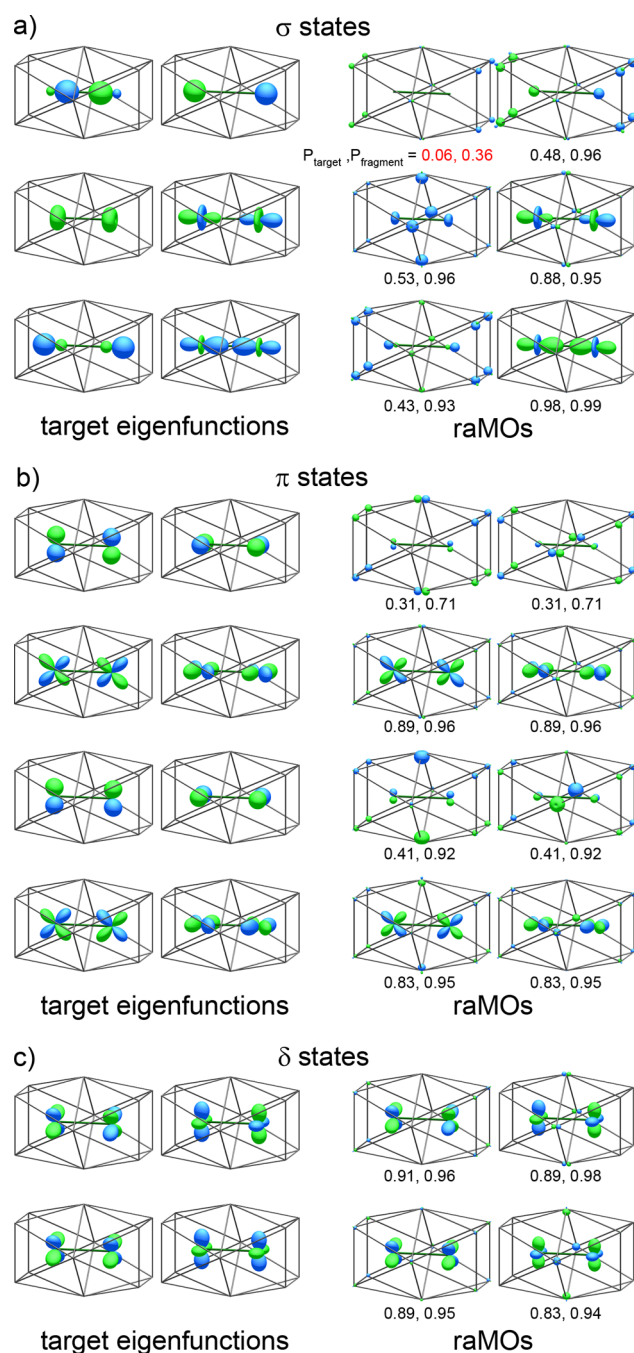 a) σ states
P_target ,P_fragment = 0.06, 0.36 0.48, 0.96
0.53, 0.96 0.88, 0.95
0.43, 0.93 0.98, 0.99
target eigenfunctions raMOs
b) π states
0.31, 0.71 0.31, 0.71
0.89, 0.96 0.89, 0.96
0.41, 0.92 0.41, 0.92
0.83, 0.95 0.83, 0.95
target eigenfunctions raMOs
c) δ states
0.91, 0.96 0.89, 0.98
0.89, 0.95 0.83, 0.94
target eigenfunctions raMOs